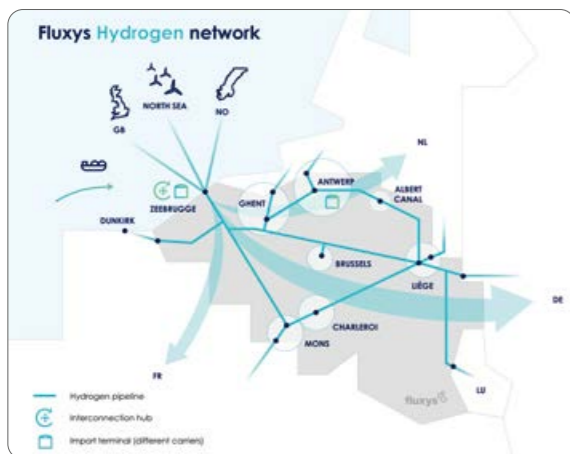 Fluxys Hydrogen network
GB
NORTH SEA
NO
NL
ANTWERP
ALBERT
CANAL
GHENT
ZEEBRUGGE
DUNKIRK
BRUSSELS
LIÈGE
DE
CHARLEROI
MONS
FR
LU
fluxys
Hydrogen pipeline
Interconnection hub
Import terminal (different carriers)